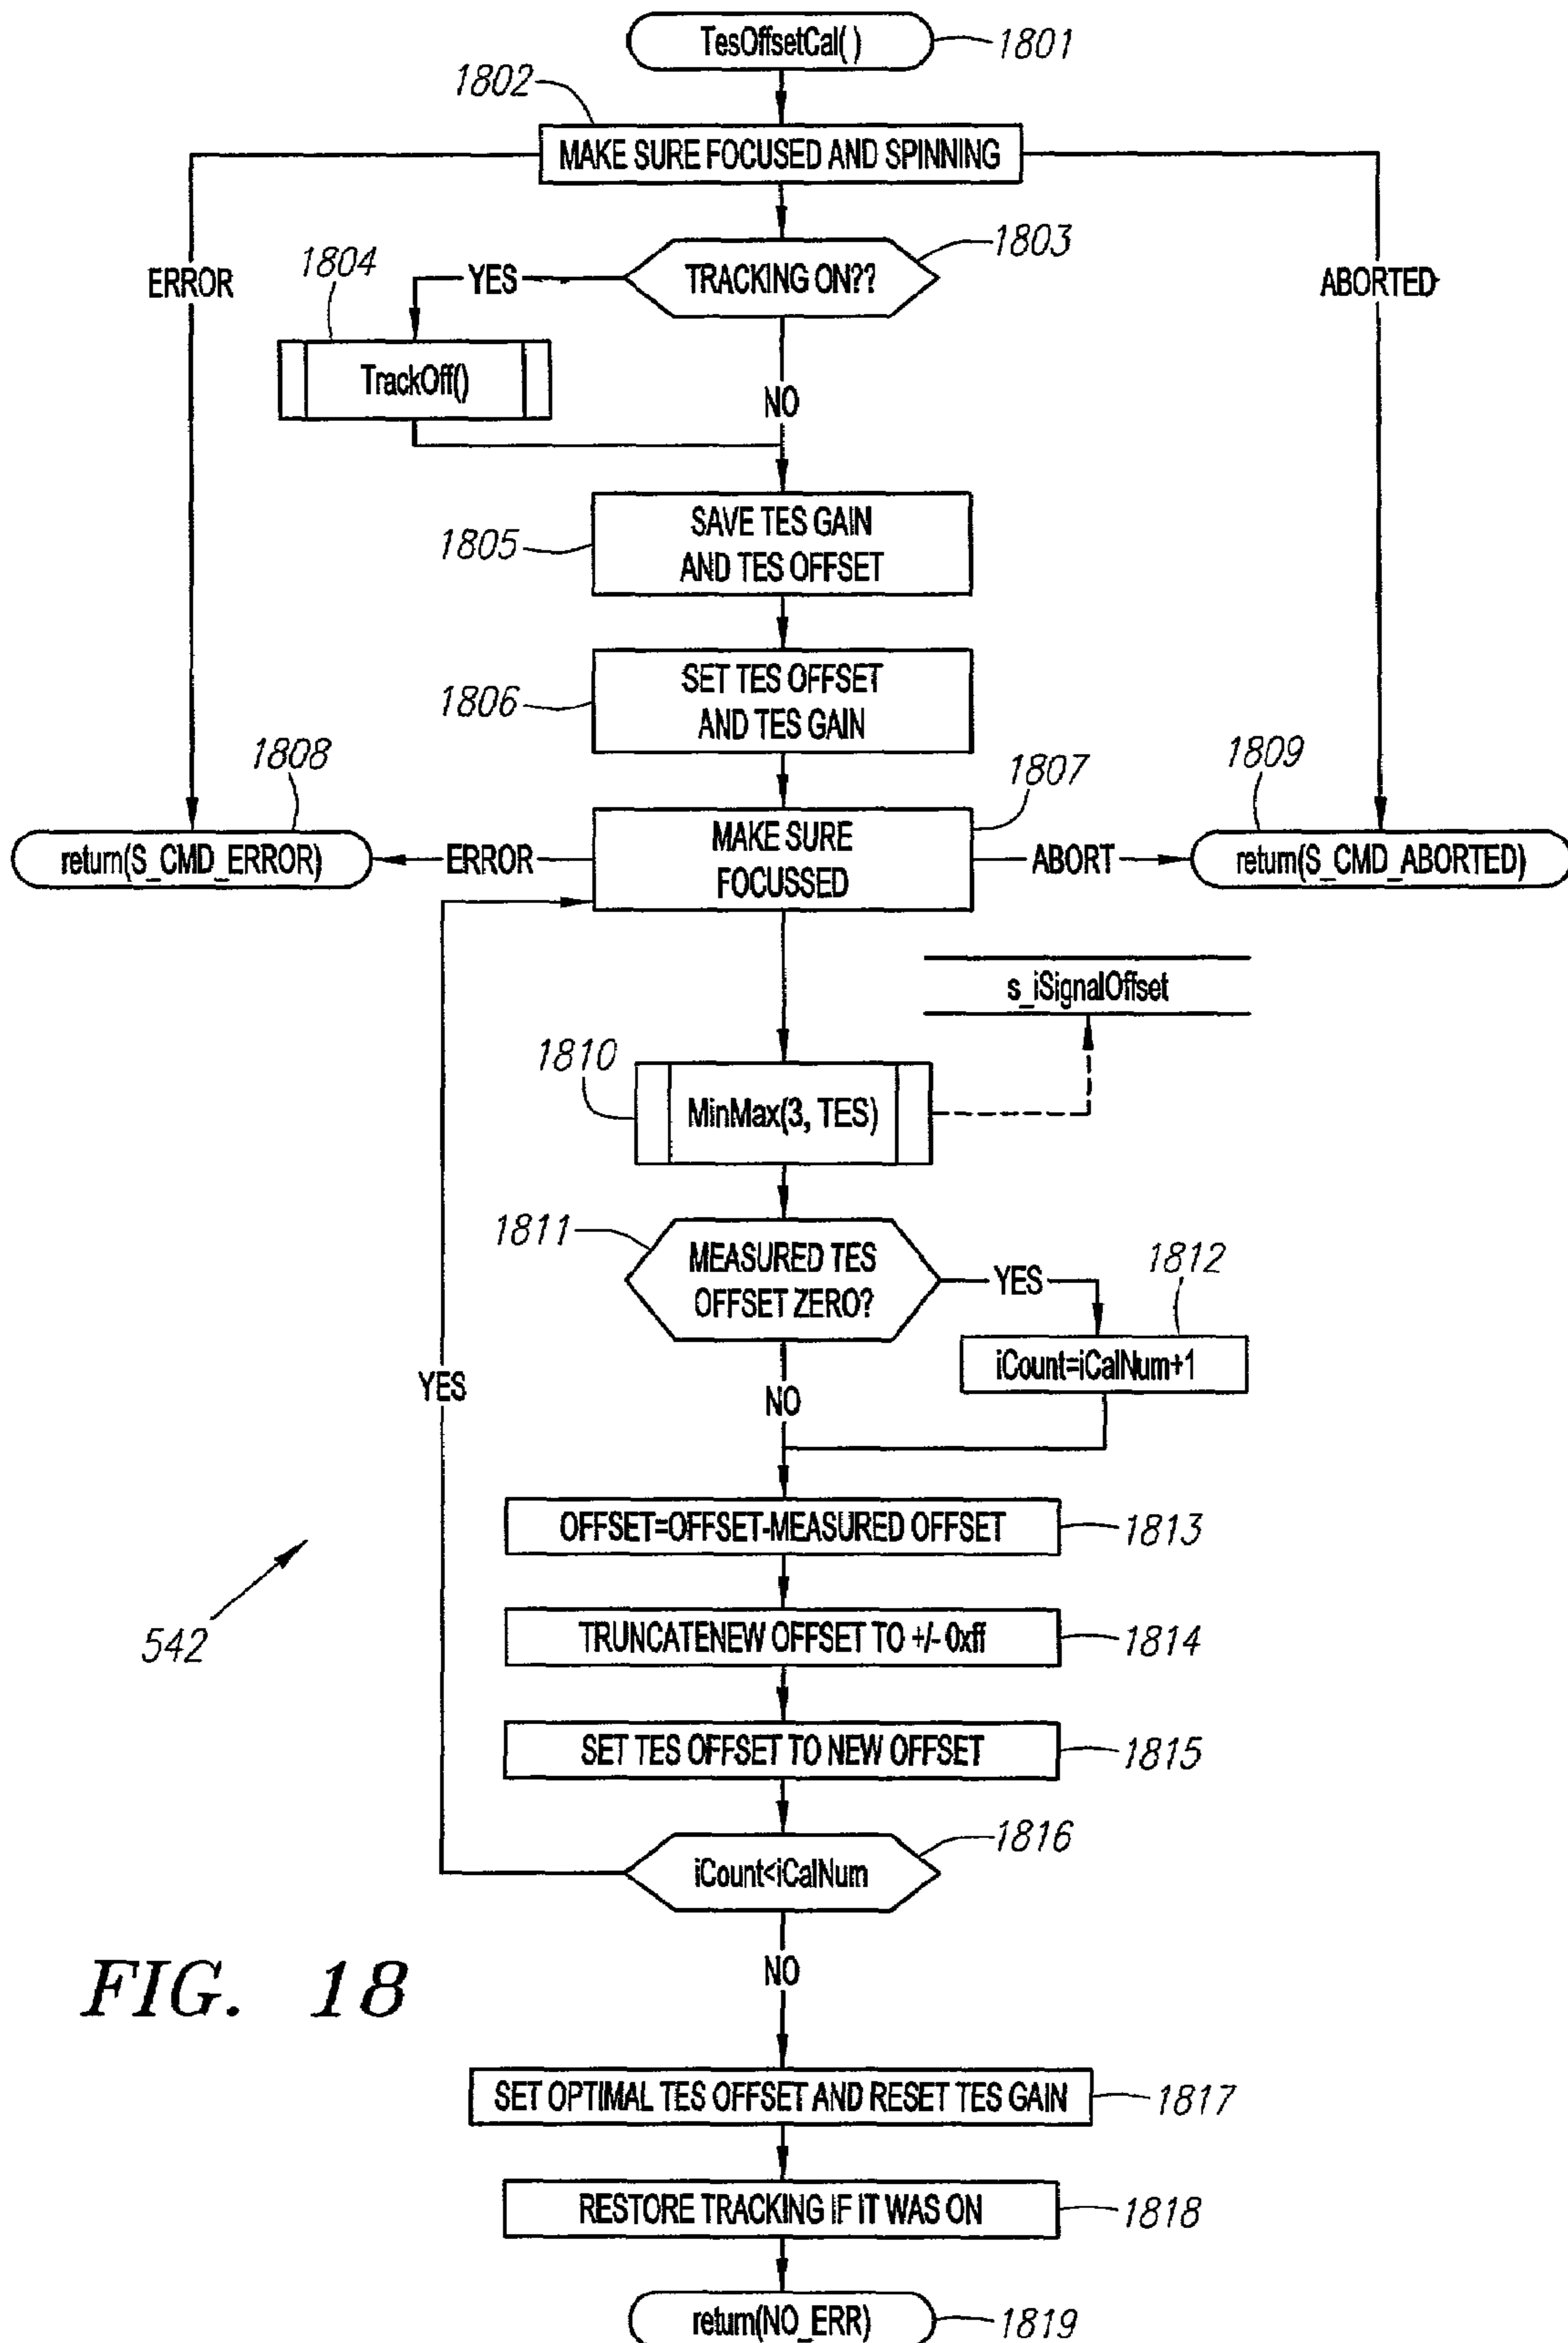 TesOffsetCal( )
1801
1802
MAKE SURE FOCUSED AND SPINNING
1803
TRACKING ON??
YES
1804
ERROR
ABORTED
TrackOff()
NO
SAVE TES GAIN
AND TES OFFSET
1805
SET TES OFFSET
AND TES GAIN
1806
1808
1807
1809
return(S_CMD_ERROR)
ERROR
MAKE SURE
FOCUSSED
ABORT
return(S_CMD_ABORTED)
s_iSignalOffset
1810
MinMax(3, TES)
1811
MEASURED TES
OFFSET ZERO?
YES
1812
iCount=iCalNum+1
YES
NO
OFFSET=OFFSET-MEASURED OFFSET
1813
542
TRUNCATENEW OFFSET TO +/- 0xff
1814
SET TES OFFSET TO NEW OFFSET
1815
1816
iCount<iCalNum
NO
FIG. 18
SET OPTIMAL TES OFFSET AND RESET TES GAIN
1817
RESTORE TRACKING IF IT WAS ON
1818
return(NO_ERR)
1819